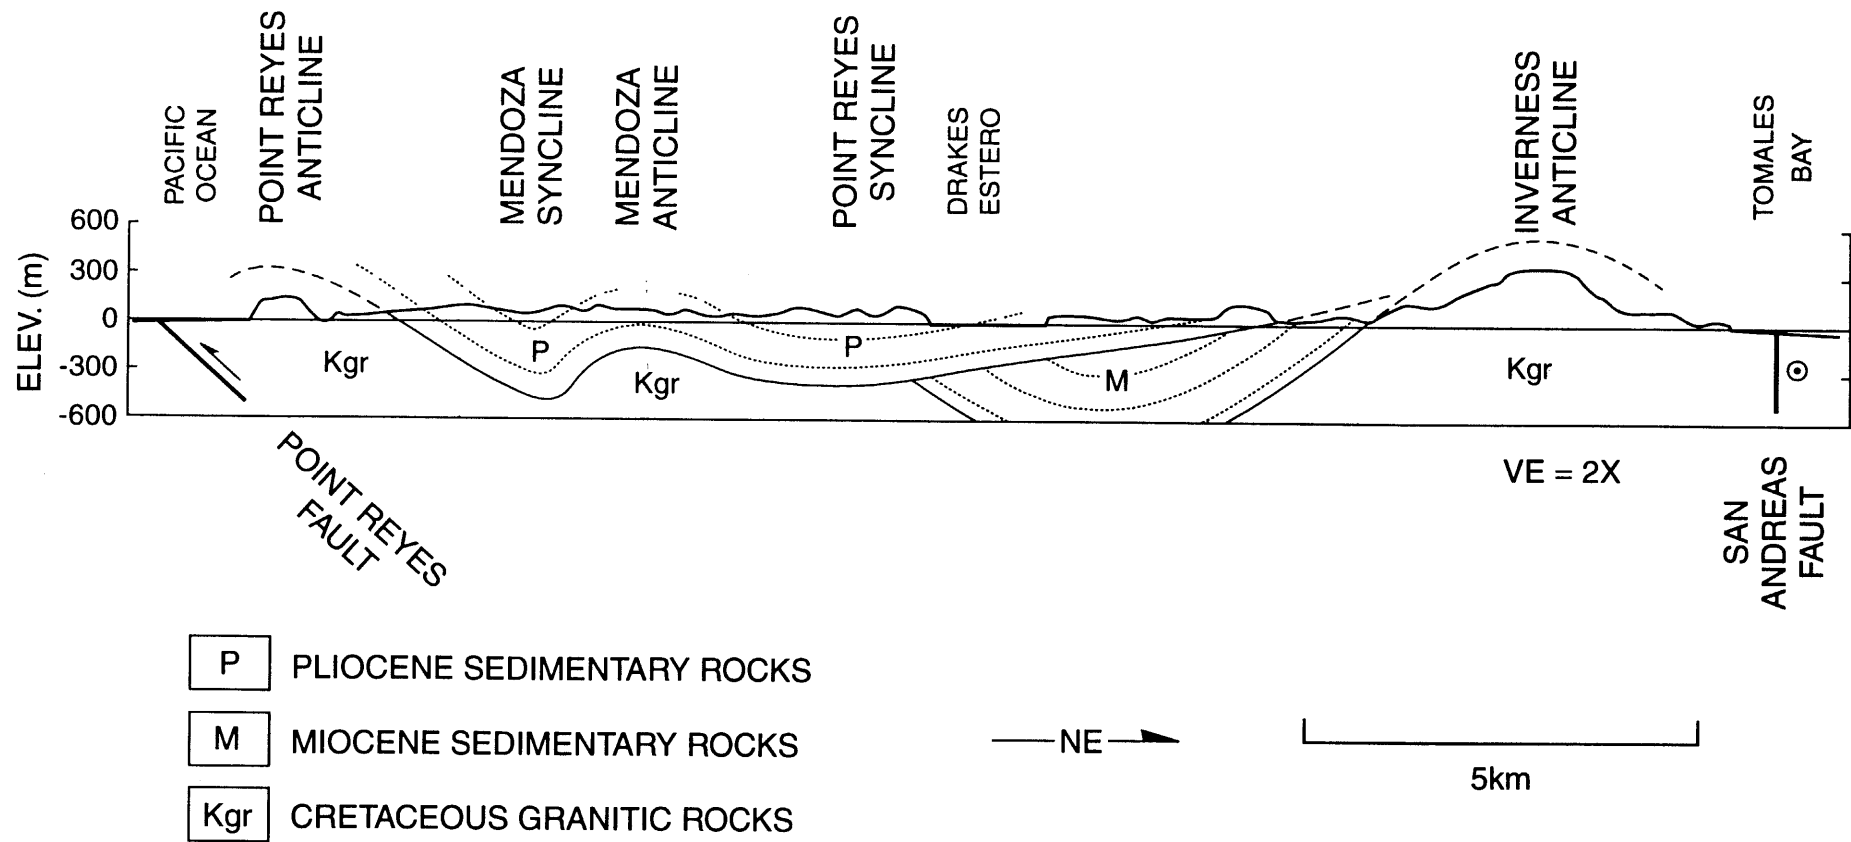 PACIFIC
OCEAN
POINT REYES
ANTICLINE
MENDOZA
SYNCLINE
MENDOZA
ANTICLINE
POINT REYES
SYNCLINE
DRAKES
ESTERO
INVERNESS
ANTICLINE
TOMALES
BAY
ELEV. (m)
600
300
0
-300
-600
Kgr
P
Kgr
P
M
Kgr
POINT REYES
FAULT
VE = 2X
SAN
ANDREAS
FAULT
P PLIOCENE SEDIMENTARY ROCKS
M MIOCENE SEDIMENTARY ROCKS
Kgr CRETACEOUS GRANITIC ROCKS
NE
5km